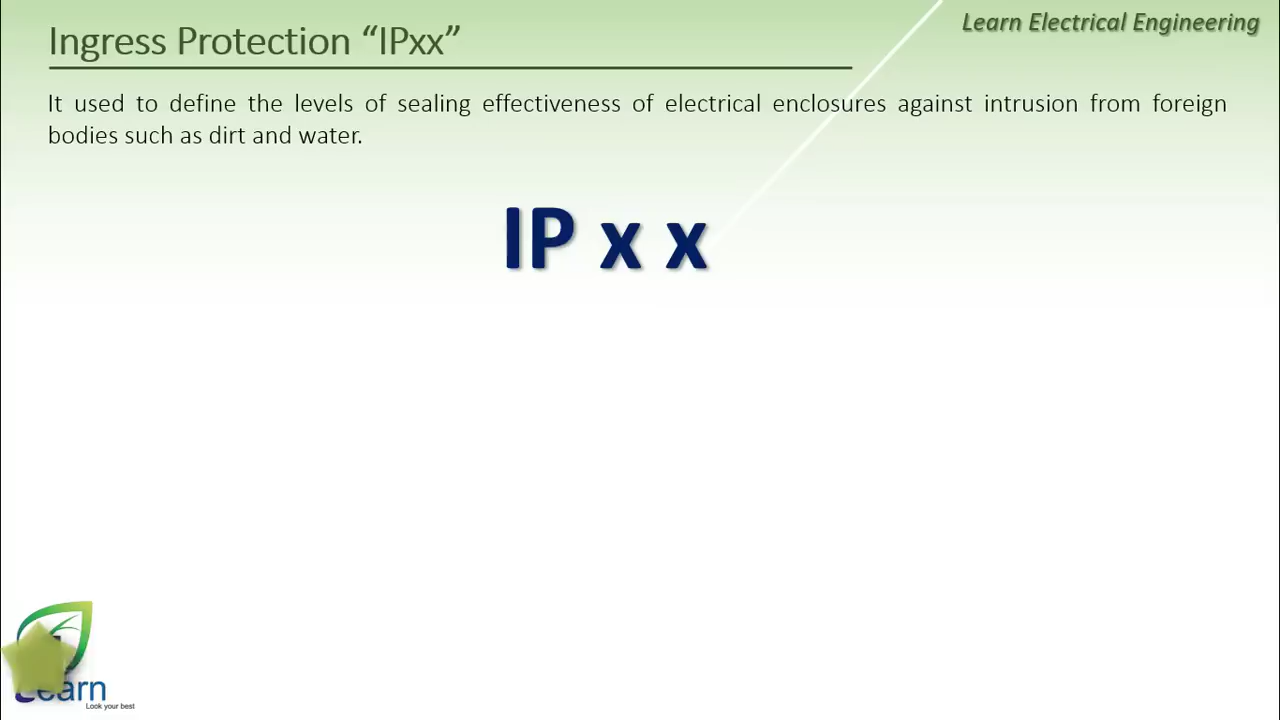 Ingress Protection “IPxx”
Learn Electrical Engineering
It used to define the levels of sealing effectiveness of electrical enclosures against intrusion from foreign
bodies such as dirt and water.
IP x x
Learn
Look your best